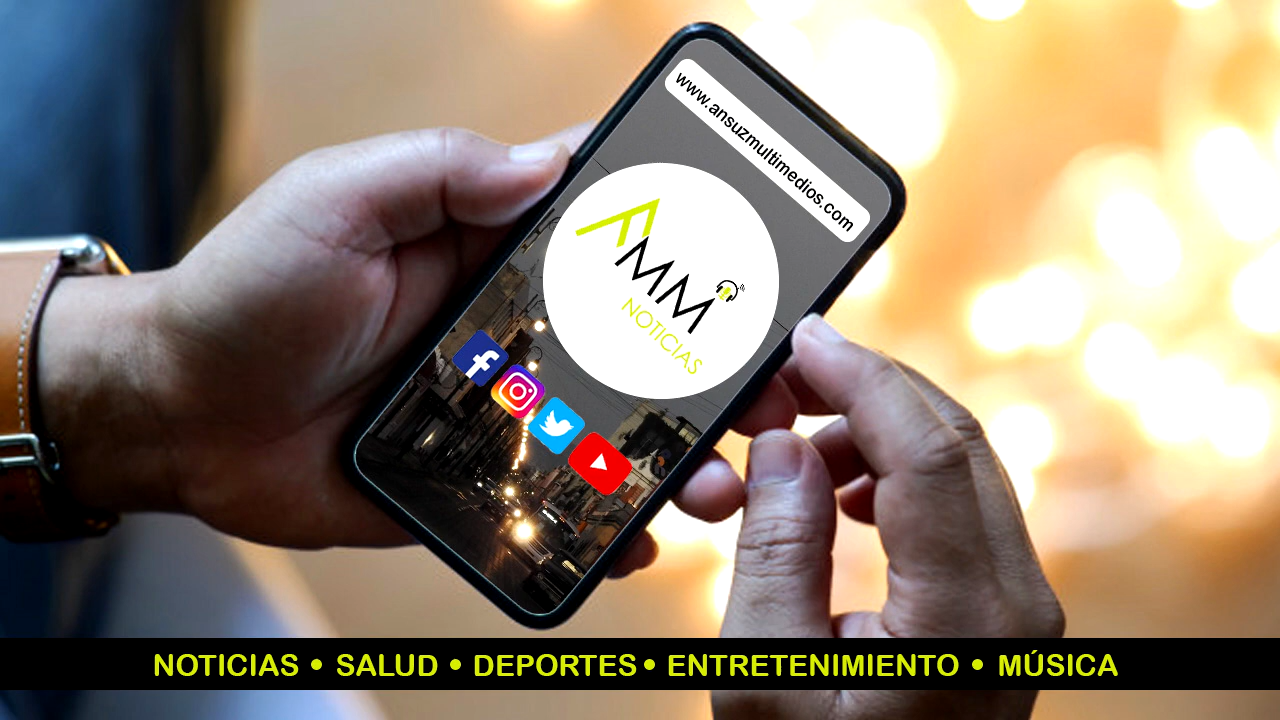 www.ansuzmultimedios.com
AMM
NOTICIAS
NOTICIAS • SALUD • DEPORTES • ENTRETENIMIENTO • MÚSICA